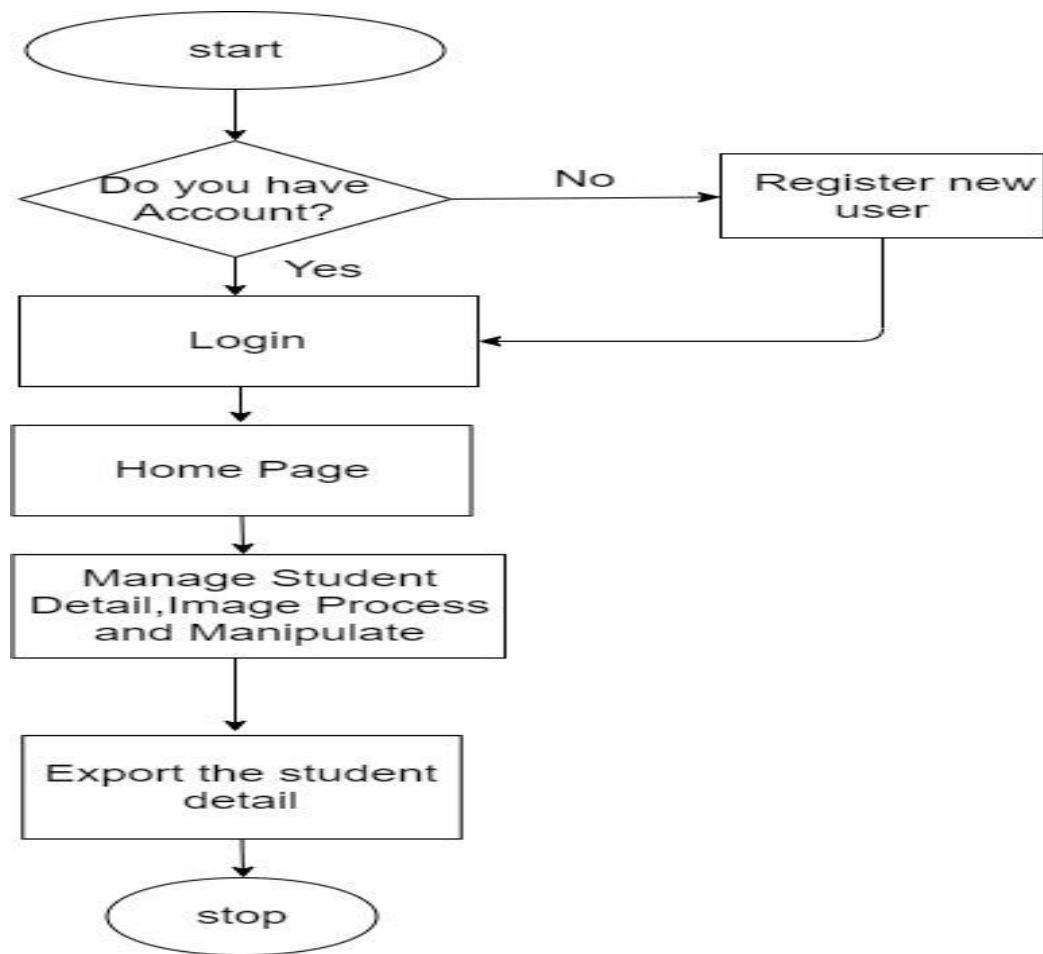 start
Do you have
Account?
No
Register new
user
Yes
Login
Home Page
Manage Student
Detail,Image Process
and Manipulate
Export the student
detail
stop